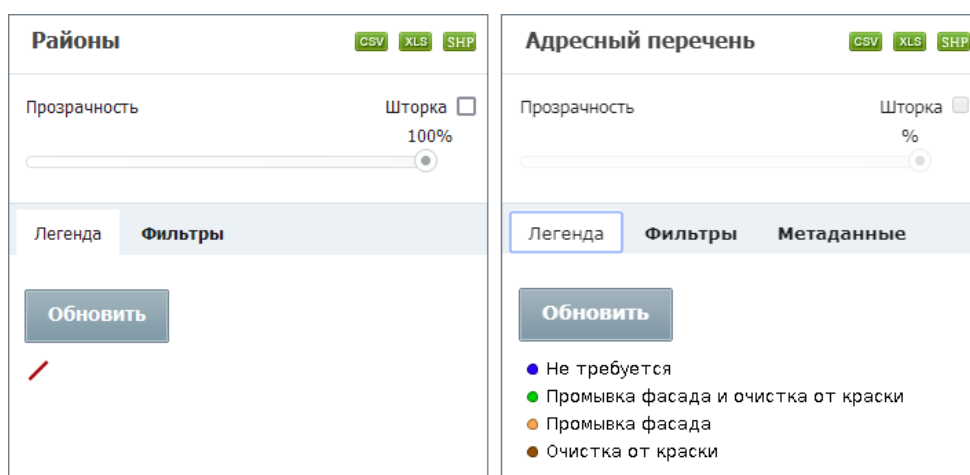 Районы
CSV XLS SHP
Прозрачность
Шторка
100%
Легенда Фильтры
Обновить
Адресный перечень
CSV XLS SHP
Прозрачность
Шторка
%
Легенда Фильтры Метаданные
Обновить
Не требуется
Промывка фасада и очистка от краски
Промывка фасада
Очистка от краски